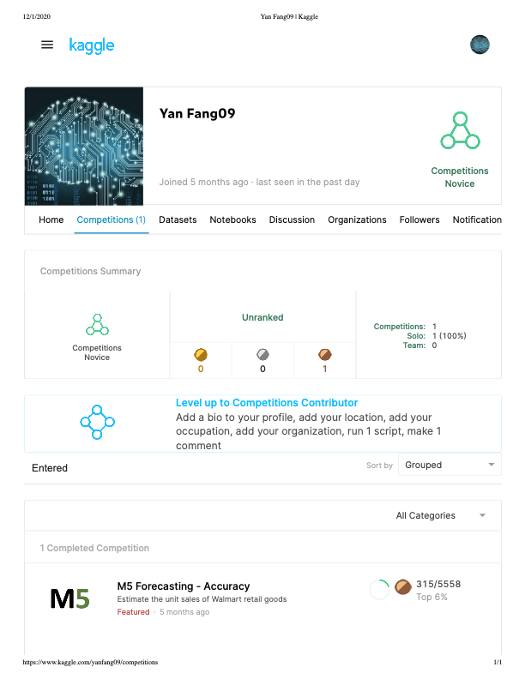 12/1/2020
Yan Fang09 | Kaggle
kaggle
Yan Fang09
Joined 5 months ago · last seen in the past day
Competitions
Novice
Home
Competitions (1)
Datasets
Notebooks
Discussion
Organizations
Followers
Notification
Competitions Summary
Competitions
Novice
Unranked
0
0
1
Competitions: 1
Solo: 1 (100%)
Team: 0
Level up to Competitions Contributor
Add a bio to your profile, add your location, add your
occupation, add your organization, run 1 script, make 1
comment
Entered
Sort by
Grouped
All Categories
1 Completed Competition
M5
M5 Forecasting - Accuracy
Estimate the unit sales of Walmart retail goods
Featured · 5 months ago
315/5558
Top 6%
https://www.kaggle.com/yanfang09/competitions
1/1